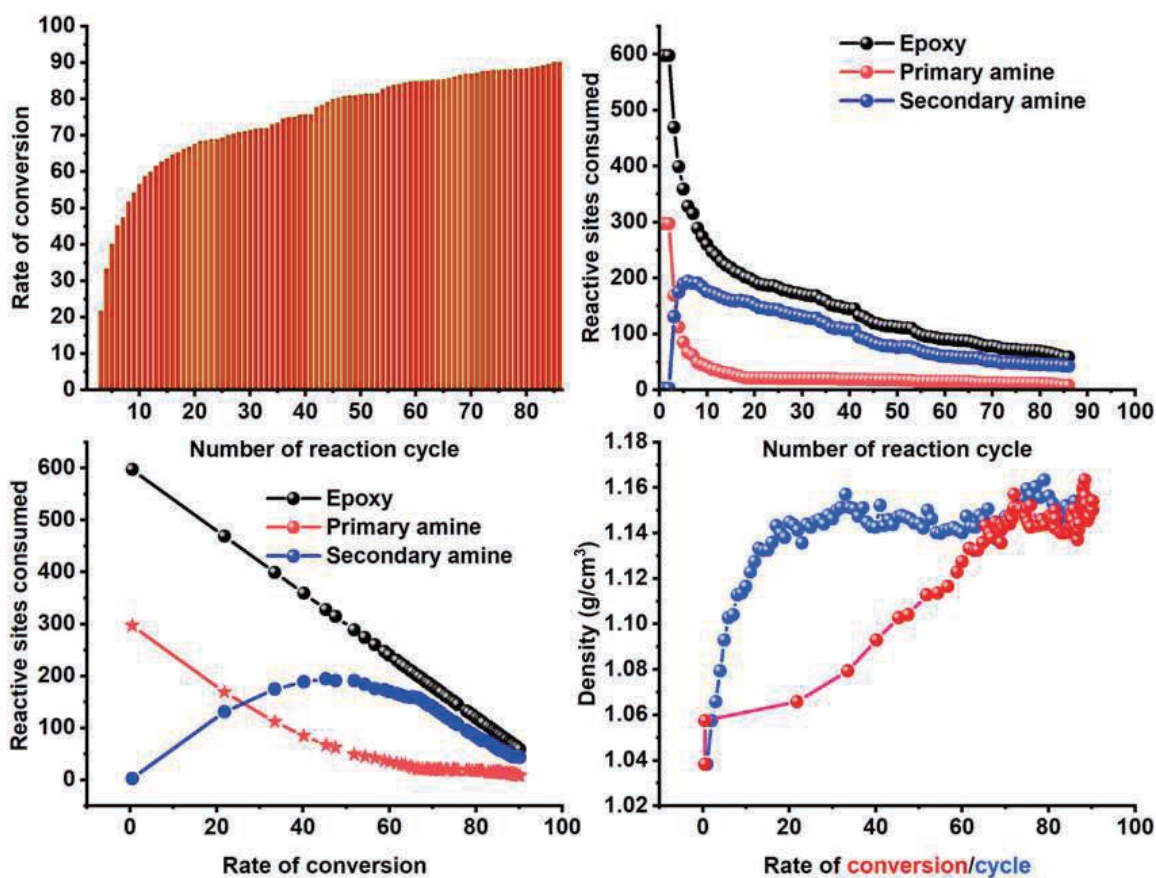 100
90
80
70
60
50
40
30
20
10
0
Rate of conversion
10 20 30 40 50 60 70 80
Number of reaction cycle
600
500
400
300
200
100
0
Reactive sites consumed
Epoxy
Primary amine
Secondary amine
0 10 20 30 40 50 60 70 80 90 100
Number of reaction cycle
600
500
400
300
200
100
0
Reactive sites consumed
Epoxy
Primary amine
Secondary amine
0 20 40 60 80 100
Rate of conversion
1.18
1.16
1.14
1.12
1.10
1.08
1.06
1.04
1.02
Density (g/cm³)
0 20 40 60 80 100
Rate of conversion/cycle